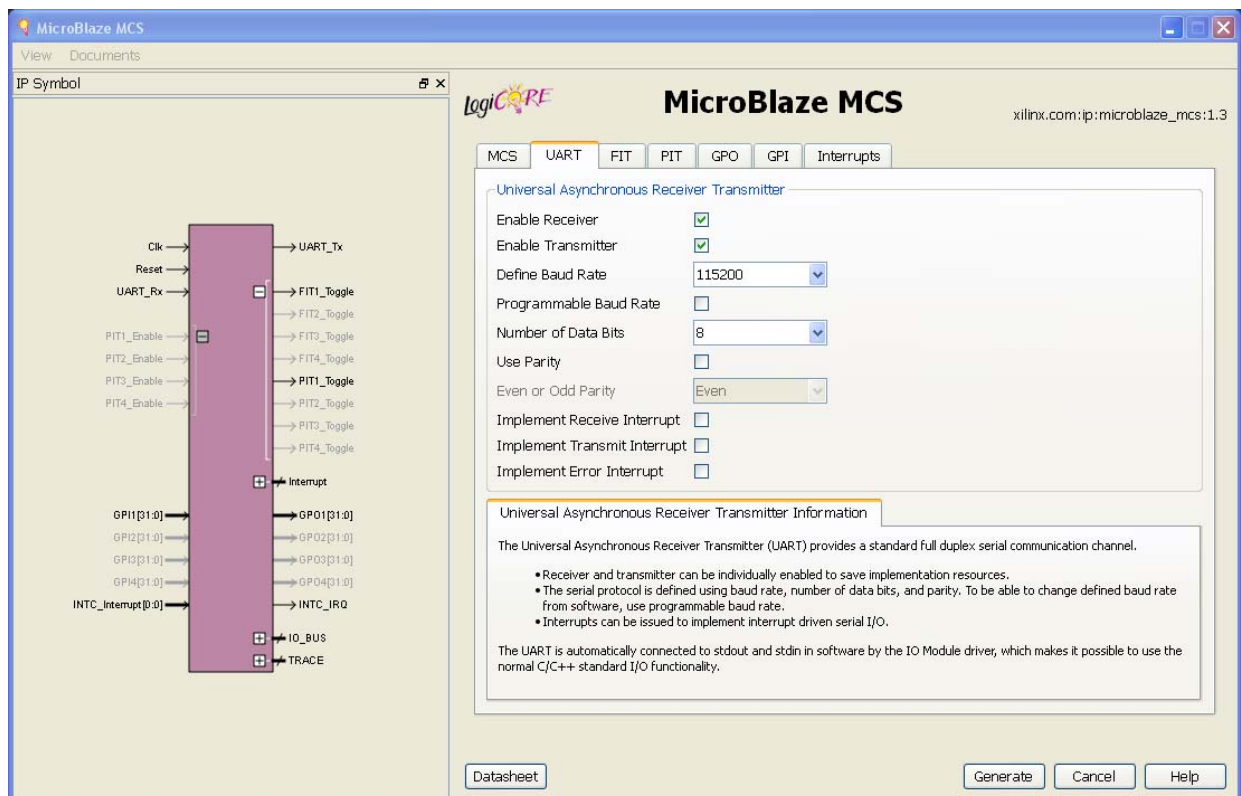 MicroBlaze MCS
View Documents
IP Symbol
Clk
Reset
UART_Rx
PIT1_Enable
PIT2_Enable
PIT3_Enable
PIT4_Enable
GPI1[31:0]
GPI2[31:0]
GPI3[31:0]
GPI4[31:0]
INTC_Interrupt[0:0]
UART_Tx
FIT1_Toggle
FIT2_Toggle
FIT3_Toggle
FIT4_Toggle
PIT1_Toggle
PIT2_Toggle
PIT3_Toggle
PIT4_Toggle
Interrupt
GPO1[31:0]
GPO2[31:0]
GPO3[31:0]
GPO4[31:0]
INTC_IRQ
IO_BUS
TRACE
LogiCORE
MicroBlaze MCS
xilinx.com:ip:microblaze_mcs:1.3
MCS UART FIT PIT GPO GPI Interrupts
Universal Asynchronous Receiver Transmitter
Enable Receiver
Enable Transmitter
Define Baud Rate 115200
Programmable Baud Rate
Number of Data Bits 8
Use Parity
Even or Odd Parity Even
Implement Receive Interrupt
Implement Transmit Interrupt
Implement Error Interrupt
Universal Asynchronous Receiver Transmitter Information
The Universal Asynchronous Receiver Transmitter (UART) provides a standard full duplex serial communication channel.
•Receiver and transmitter can be individually enabled to save implementation resources.
•The serial protocol is defined using baud rate, number of data bits, and parity. To be able to change defined baud rate
from software, use programmable baud rate.
•Interrupts can be issued to implement interrupt driven serial I/O.
The UART is automatically connected to stdout and stdin in software by the IO Module driver, which makes it possible to use the
normal C/C++ standard I/O functionality.
Datasheet
Generate Cancel Help